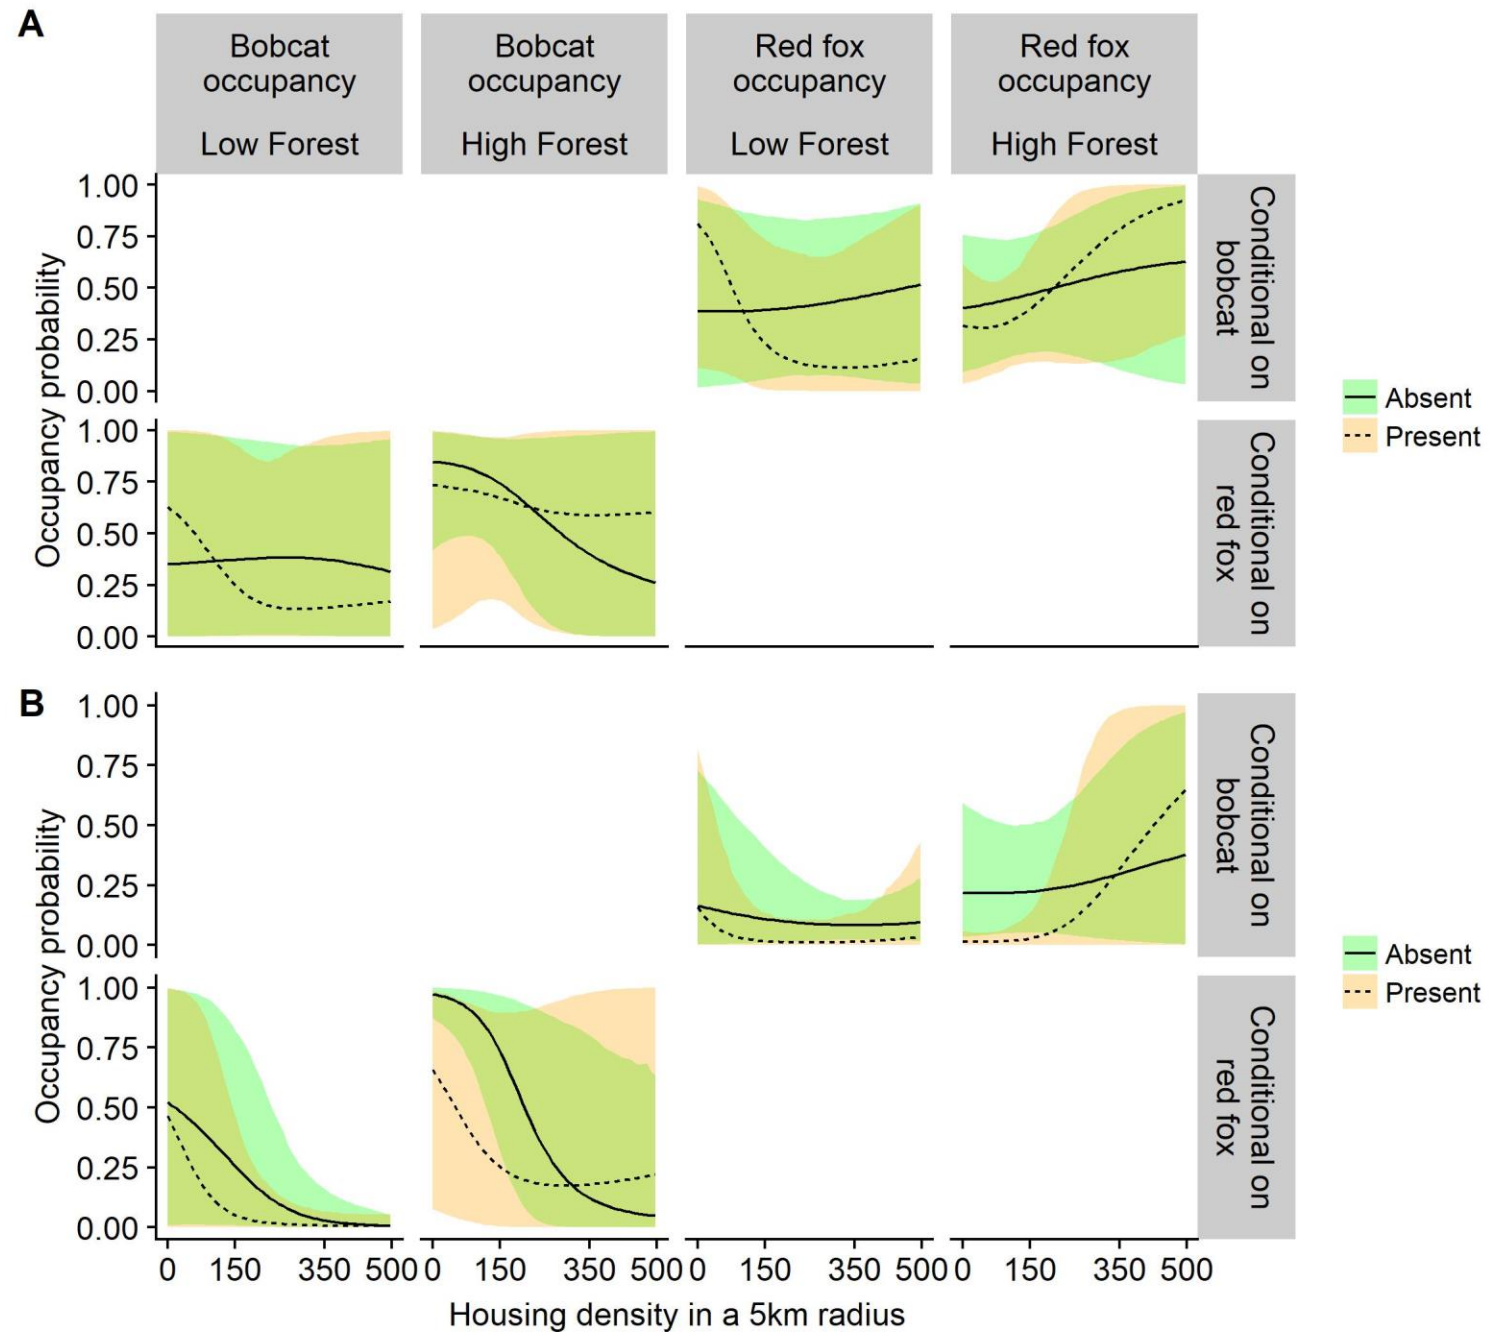 A
Bobcat
occupancy
Low Forest
Bobcat
occupancy
High Forest
Red fox
occupancy
Low Forest
Red fox
occupancy
High Forest
Occupancy probability
1.00
0.75
0.50
0.25
0.00
Conditional on
bobcat
1.00
0.75
0.50
0.25
0.00
Conditional on
red fox
Absent
Present
B
Occupancy probability
1.00
0.75
0.50
0.25
0.00
Conditional on
bobcat
1.00
0.75
0.50
0.25
0.00
Conditional on
red fox
Absent
Present
0 150 350 500
0 150 350 500
0 150 350 500
0 150 350 500
Housing density in a 5km radius